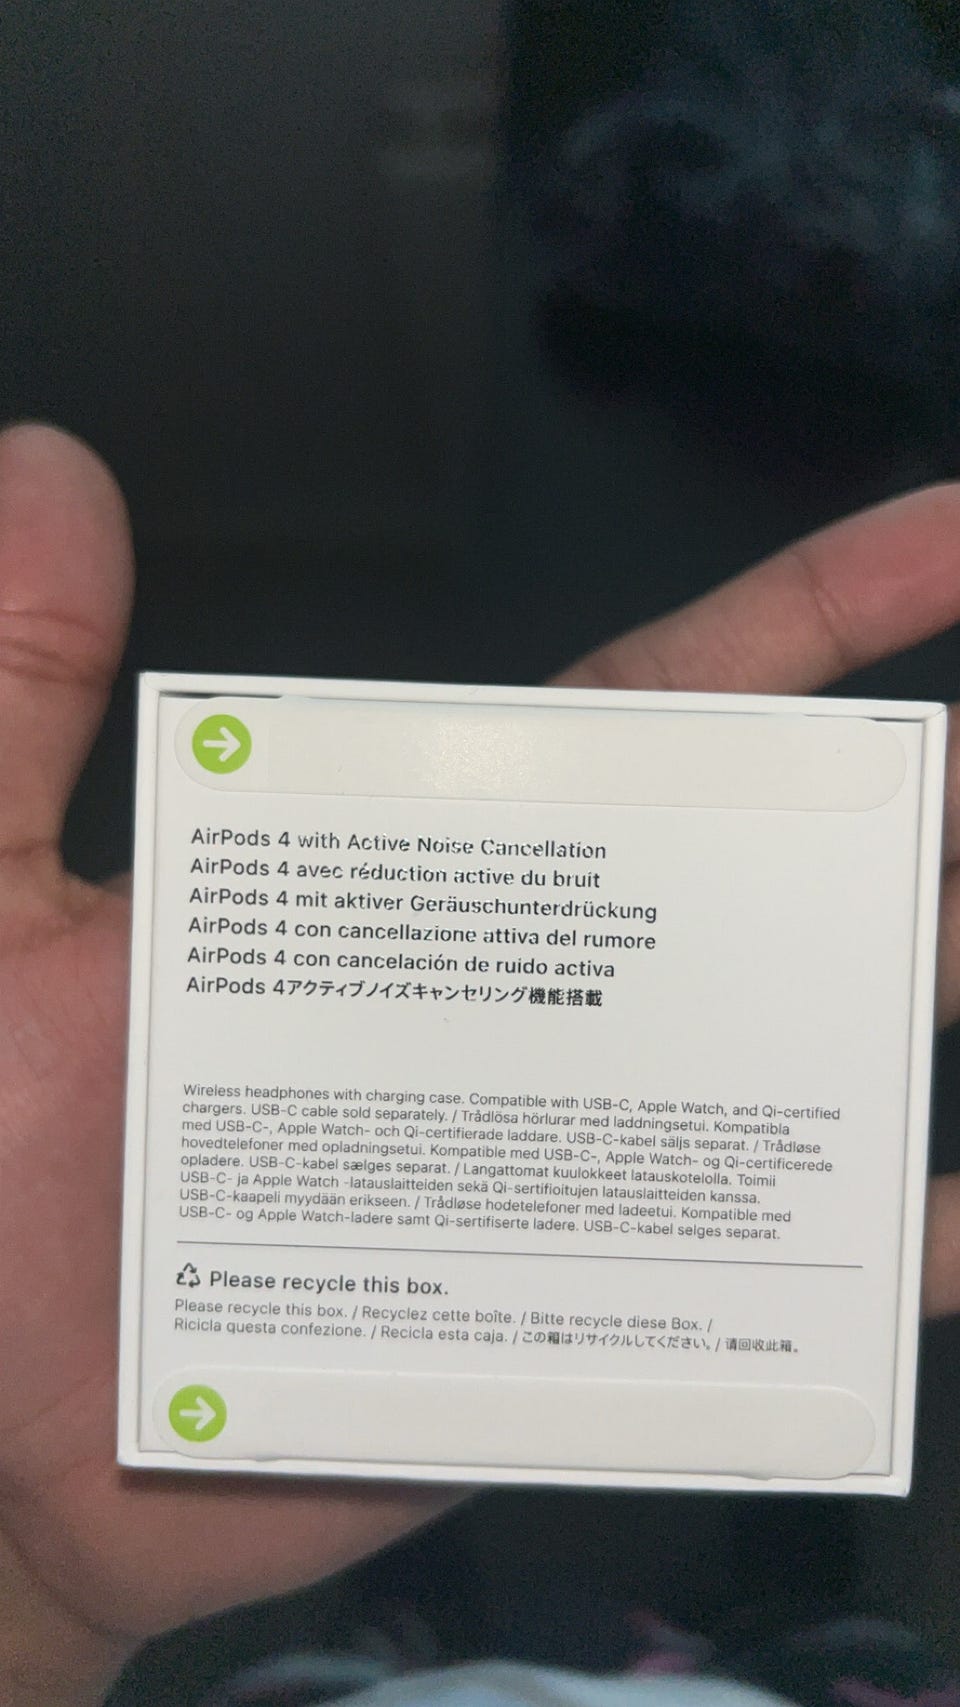 AirPods 4 with Active Noise Cancellation
AirPods 4 avec réduction active du bruit
AirPods 4 mit aktiver Geräuschunterdrückung
AirPods 4 con cancellazione attiva del rumore
AirPods 4 con cancelación de ruido activa
AirPods 4アクティブノイズキャンセリング機能搭載
Wireless headphones with charging case. Compatible with USB-C, Apple Watch, and Qi-certified
chargers. USB-C cable sold separately. / Trådlösa hörlurar med laddningsetui. Kompatibla
med USB-C-, Apple Watch- och Qi-certifierade laddare. USB-C-kabel säljs separat. / Trådløse
hovedtelefoner med opladningsetui. Kompatible med USB-C-, Apple Watch- og Qi-certificerede
opladere. USB-C-kabel sælges separat. / Langattomat kuulokkeet latauskotelolla. Toimii
USB-C- ja Apple Watch -latauslaitteiden sekä Qi-sertifioitujen latauslaitteiden kanssa.
USB-C-kaapeli myydään erikseen. / Trådløse hodetelefoner med ladeetui. Kompatible med
USB-C- og Apple Watch-ladere samt Qi-sertifiserte ladere. USB-C-kabel selges separat.
Please recycle this box.
Please recycle this box. / Recyclez cette boîte. / Bitte recycle diese Box. /
Ricicla questa confezione. / Recicla esta caja. / この箱はリサイクルしてください。/ 请回收此箱。